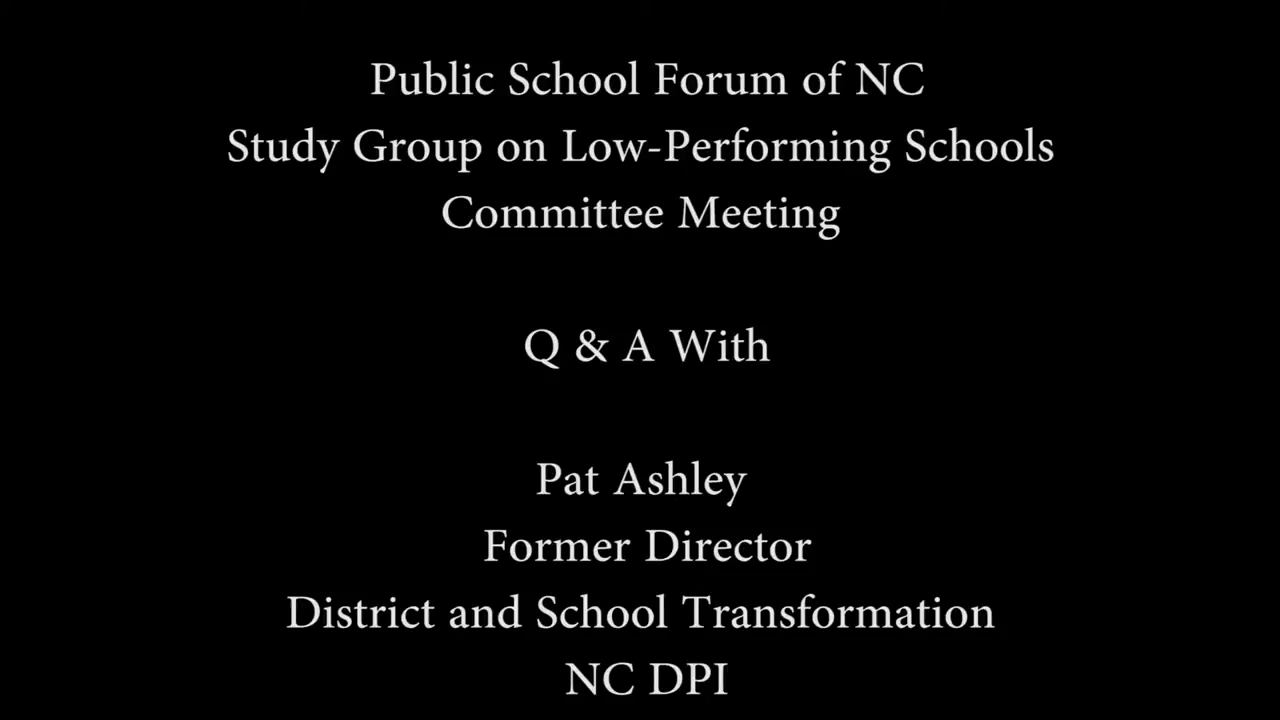 Public School Forum of NC
Study Group on Low-Performing Schools
Committee Meeting
Q & A With
Pat Ashley
Former Director
District and School Transformation
NC DPI